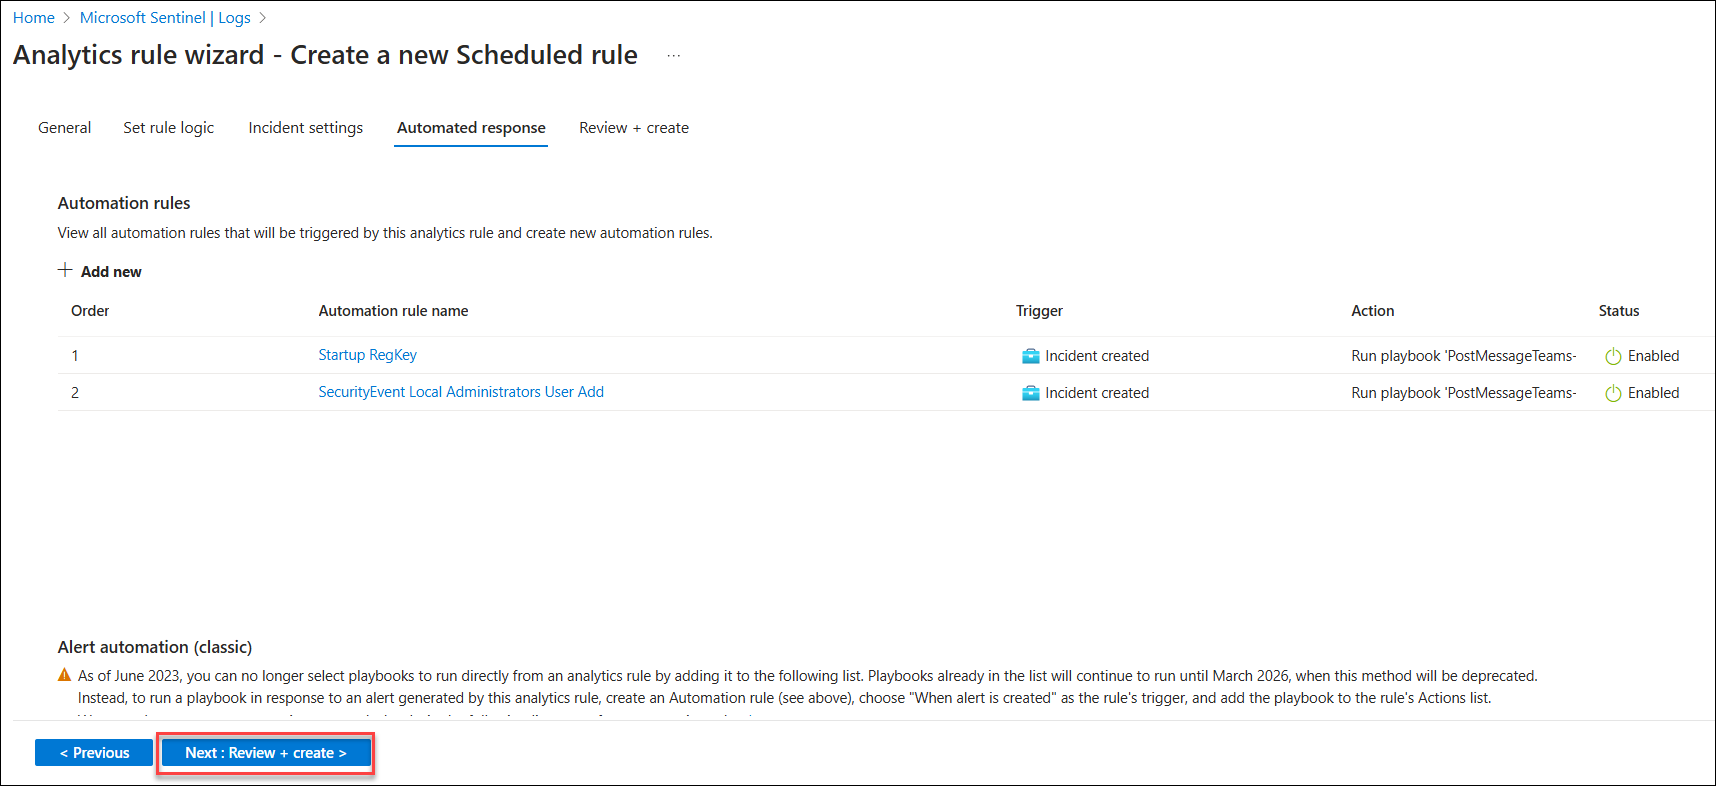 Home > Microsoft Sentinel | Logs >
Analytics rule wizard - Create a new Scheduled rule ...
General Set rule logic Incident settings Automated response Review + create
Automation rules
View all automation rules that will be triggered by this analytics rule and create new automation rules.
+ Add new
Order Automation rule name Trigger Action Status
1 Startup RegKey Incident created Run playbook 'PostMessageTeams- Enabled
2 SecurityEvent Local Administrators User Add Incident created Run playbook 'PostMessageTeams- Enabled
Alert automation (classic)
As of June 2023, you can no longer select playbooks to run directly from an analytics rule by adding it to the following list. Playbooks already in the list will continue to run until March 2026, when this method will be deprecated.
Instead, to run a playbook in response to an alert generated by this analytics rule, create an Automation rule (see above), choose "When alert is created" as the rule's trigger, and add the playbook to the rule's Actions list.
< Previous Next : Review + create >